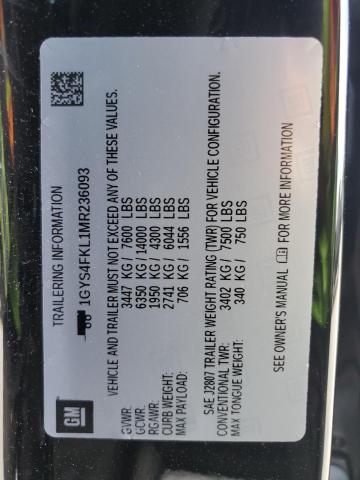 GM
TRAILERING INFORMATION
1GYS4FKL1MR236093
VEHICLE AND TRAILER MUST NOT EXCEED ANY OF THESE VALUES.
GVWR: 3447 KG / 7600 LBS
GCWR: 6350 KG / 14000 LBS
RGAWR: 1950 KG / 4300 LBS
CURB WEIGHT: 2741 KG / 6044 LBS
MAX PAYLOAD: 706 KG / 1556 LBS
SAE J2807 TRAILER WEIGHT RATING (TWR) FOR VEHICLE CONFIGURATION.
CONVENTIONAL TWR: 3402 KG / 7500 LBS
MAX TONGUE WEIGHT: 340 KG / 750 LBS
SEE OWNER'S MANUAL FOR MORE INFORMATION